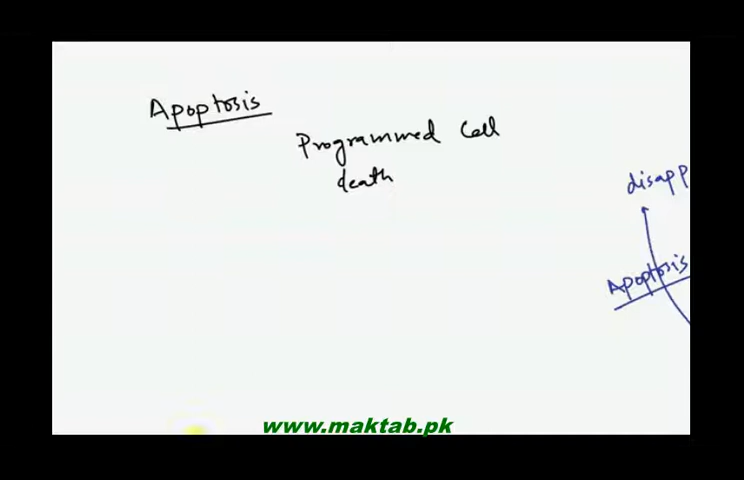 Apoptosis
Programmed Cell
death
disapp
Apoptosis
www.maktab.pk